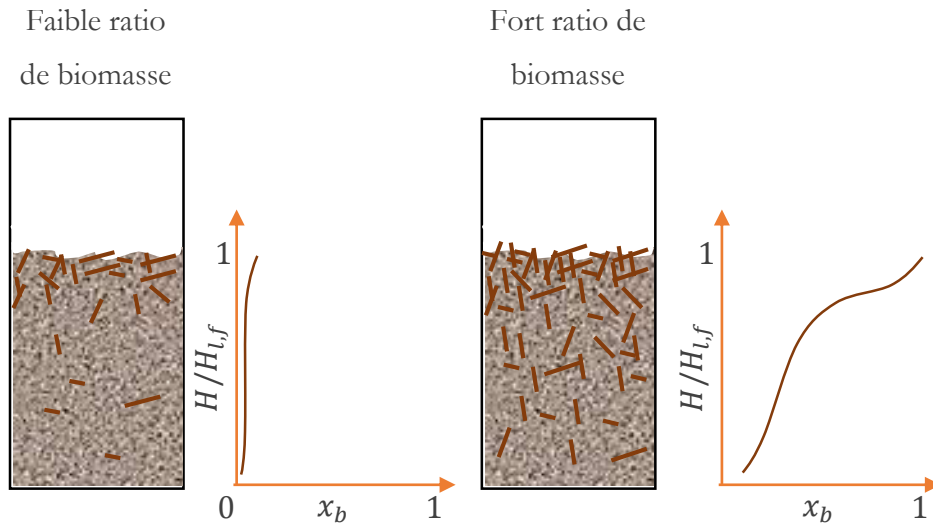 Faible ratio
de biomasse
1
H/H_{l,f}
0
x_b
1
Fort ratio de
biomasse
1
H/H_{l,f}
x_b
1